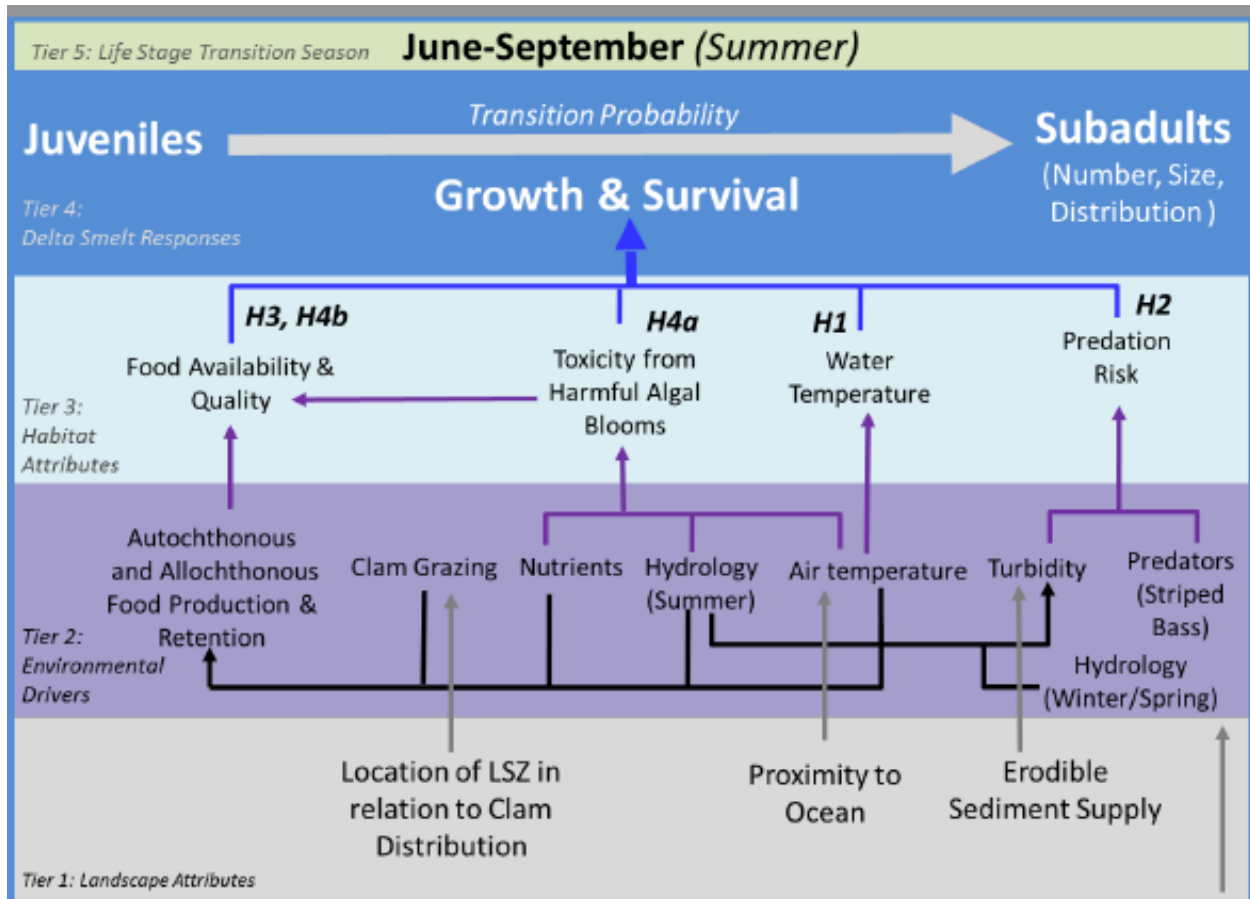 Tier 5: Life Stage Transition Season June-September (Summer)
Transition Probability
Juveniles
Subadults
(Number, Size,
Distribution )
Growth & Survival
Tier 4:
Delta Smelt Responses
H3, H4b
H4a
H1
H2
Food Availability &
Quality
Toxicity from
Harmful Algal
Blooms
Water
Temperature
Predation
Risk
Tier 3:
Habitat
Attributes
Autochthonous
and Allochthonous
Food Production &
Retention
Clam Grazing
Nutrients
Hydrology
(Summer)
Air temperature
Turbidity
Predators
(Striped
Bass)
Tier 2:
Environmental
Drivers
Hydrology
(Winter/Spring)
Location of LSZ in
relation to Clam
Distribution
Proximity to
Ocean
Erodible
Sediment Supply
Tier 1: Landscape Attributes